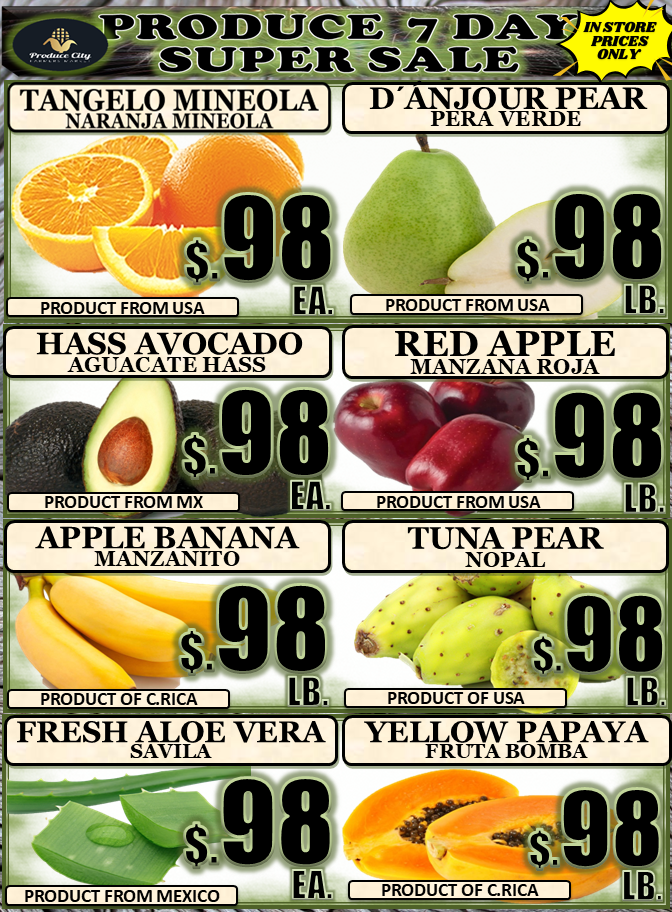 Produce City
FARMERS MARKET
PRODUCE 7 DAY
SUPER SALE
IN STORE
PRICES
ONLY
TANGELO MINEOLA
NARANJA MINEOLA
$.98
EA.
PRODUCT FROM USA
D´ÁNJOUR PEAR
PERA VERDE
$.98
LB.
PRODUCT FROM USA
HASS AVOCADO
AGUACATE HASS
$.98
EA.
PRODUCT FROM MX
RED APPLE
MANZANA ROJA
$.98
LB.
PRODUCT FROM USA
APPLE BANANA
MANZANITO
$.98
LB.
PRODUCT OF C.RICA
TUNA PEAR
NOPAL
$.98
LB.
PRODUCT OF USA
FRESH ALOE VERA
SAVILA
$.98
EA.
PRODUCT FROM MEXICO
YELLOW PAPAYA
FRUTA BOMBA
$.98
LB.
PRODUCT OF C.RICA